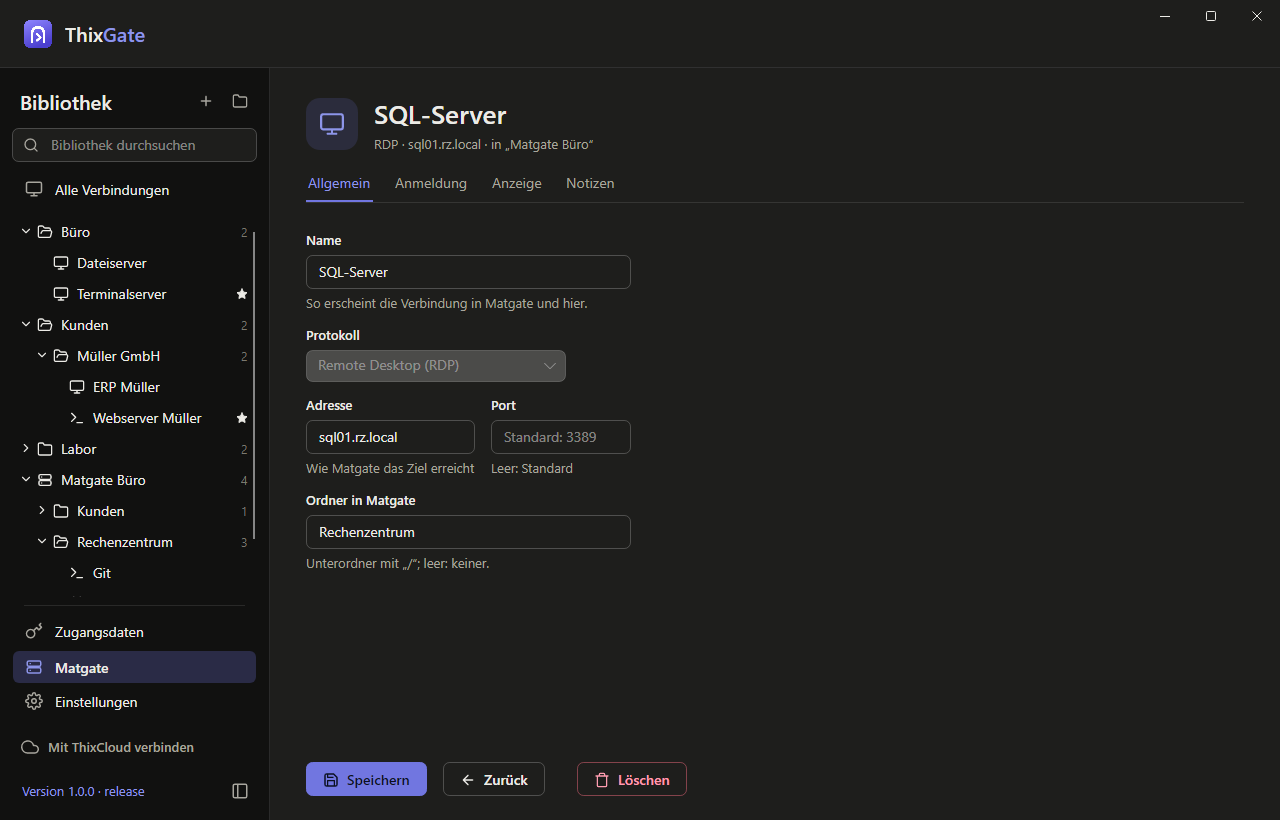 ThixGate
Bibliothek
Bibliothek durchsuchen
Alle Verbindungen
Büro 2
Dateiserver
Terminalserver
Kunden 2
Müller GmbH 2
ERP Müller
Webserver Müller
Labor 2
Matgate Büro 4
Kunden 1
Rechenzentrum 3
Git
Zugangsdaten
Matgate
Einstellungen
Mit ThixCloud verbinden
Version 1.0.0 · release
SQL-Server
RDP · sql01.rz.local · in „Matgate Büro“
Allgemein Anmeldung Anzeige Notizen
Name
SQL-Server
So erscheint die Verbindung in Matgate und hier.
Protokoll
Remote Desktop (RDP)
Adresse Port
sql01.rz.local Standard: 3389
Wie Matgate das Ziel erreicht Leer: Standard
Ordner in Matgate
Rechenzentrum
Unterordner mit „/“; leer: keiner.
Speichern Zurück Löschen